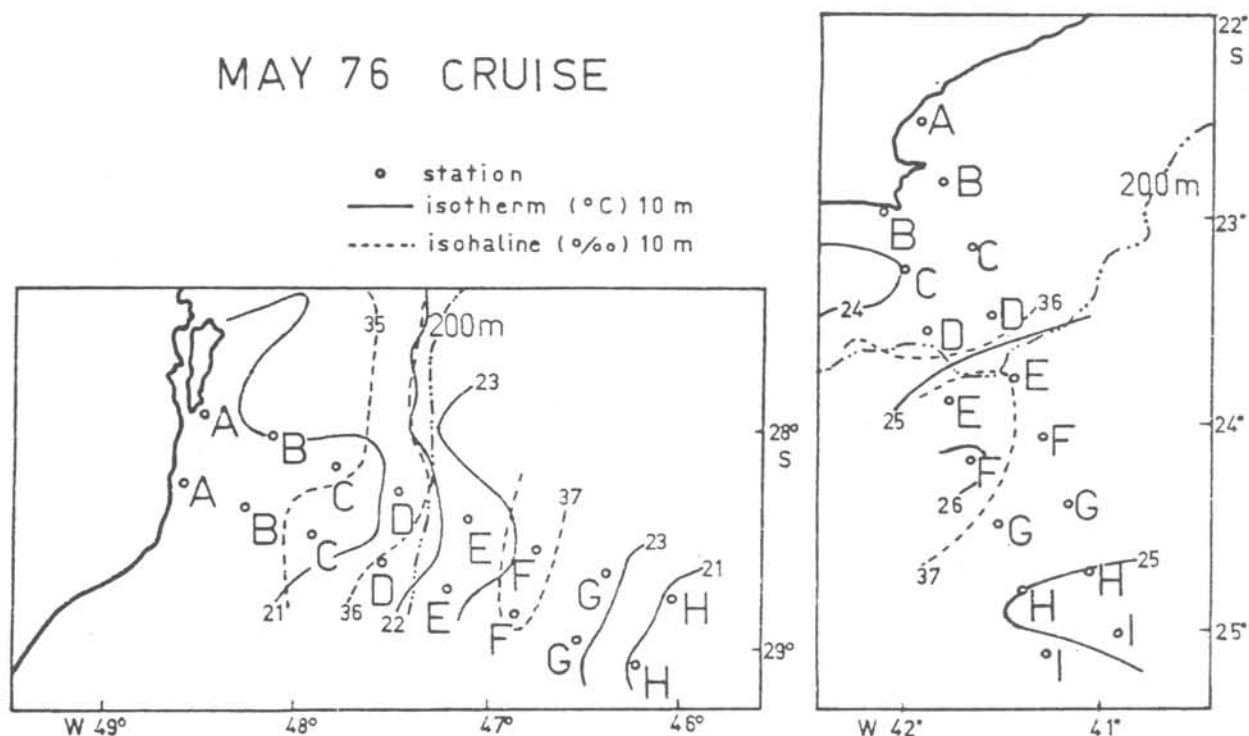 MAY 76 CRUISE
station
isotherm (°C) 10 m
isohaline (‰) 10 m
35
200m
23
28°
S
A
B
C
D
E
F
G
H
A
B
C
D
E
F
G
H
37
23
21
21
36
22
29°
W 49°
48°
47°
46°
22°
S
A
B
200m
23°
B
C
C
24
D
D
36
E
E
25
24°
F
F
26
G
G
37
25
H
H
I
I
25°
W 42°
41°